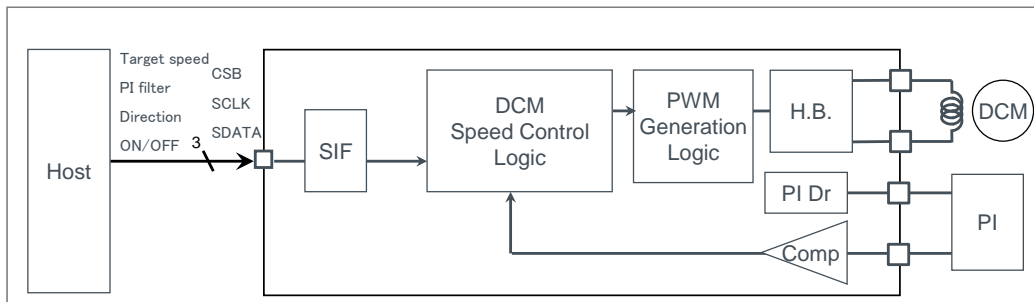 Target speed
PI filter
Direction
ON/OFF
CSB
SCLK
SDATA
3
Host
SIF
DCM
Speed Control
Logic
PWM
Generation
Logic
H.B.
DCM
PI Dr
PI
Comp